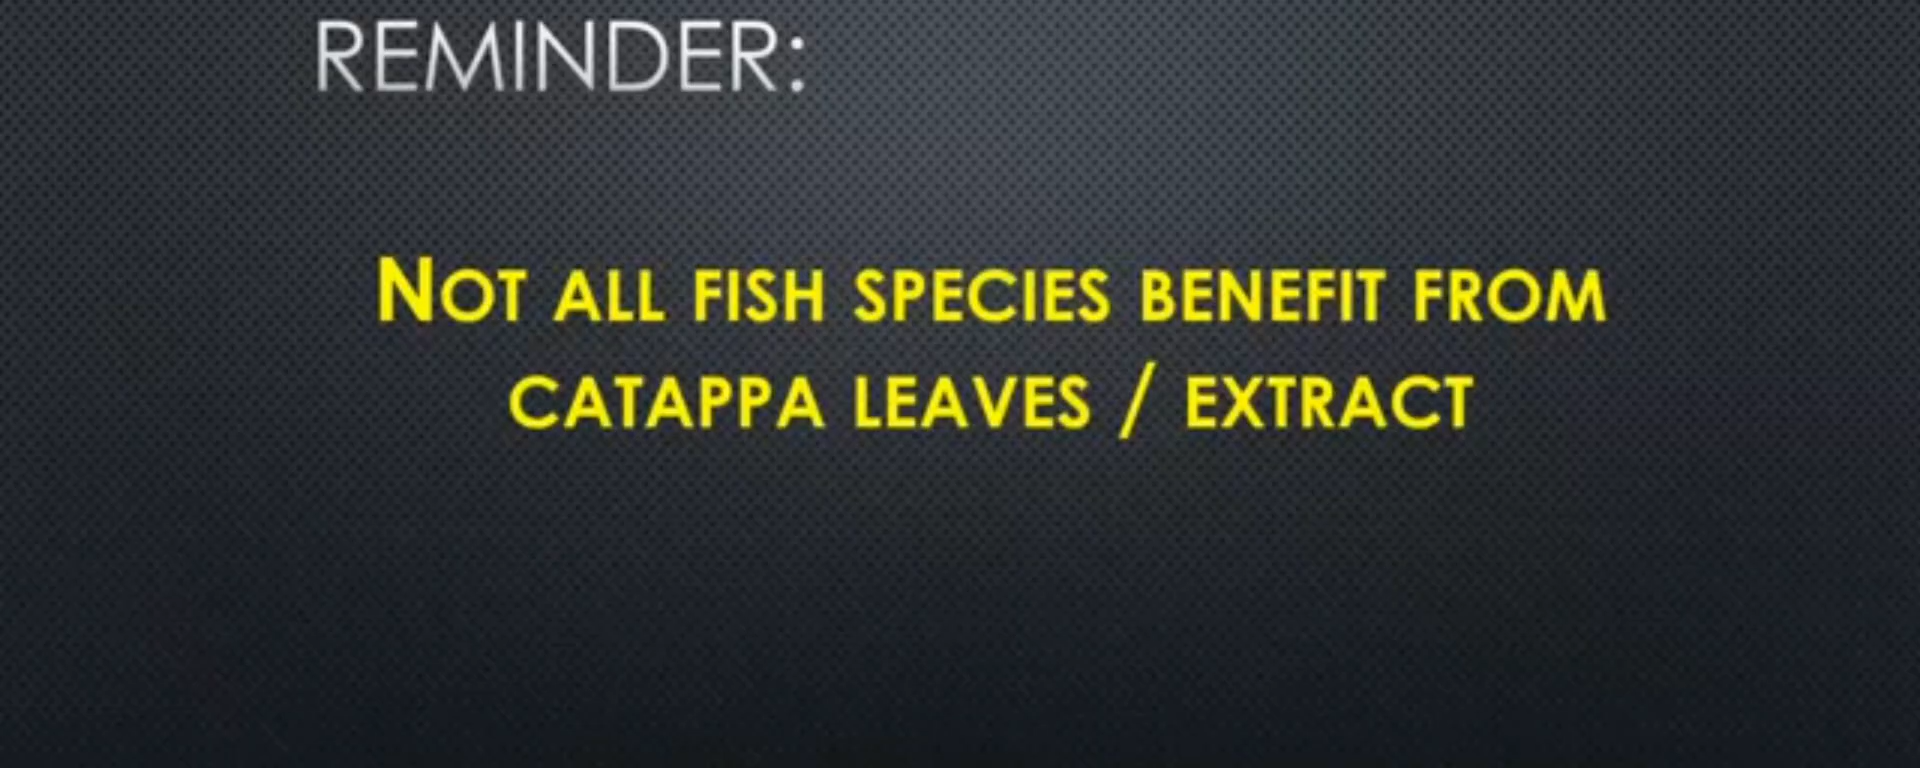 REMINDER:
NOT ALL FISH SPECIES BENEFIT FROM
CATAPPA LEAVES / EXTRACT